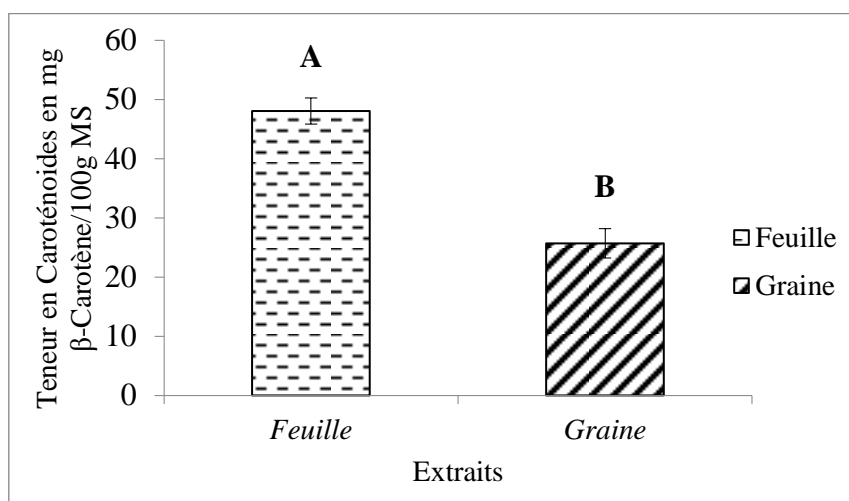 Teneur en Caroténoides en mg
β-Carotène/100g MS
60
50
40
30
20
10
0
A
B
Feuille
Graine
Extraits
Feuille
Graine